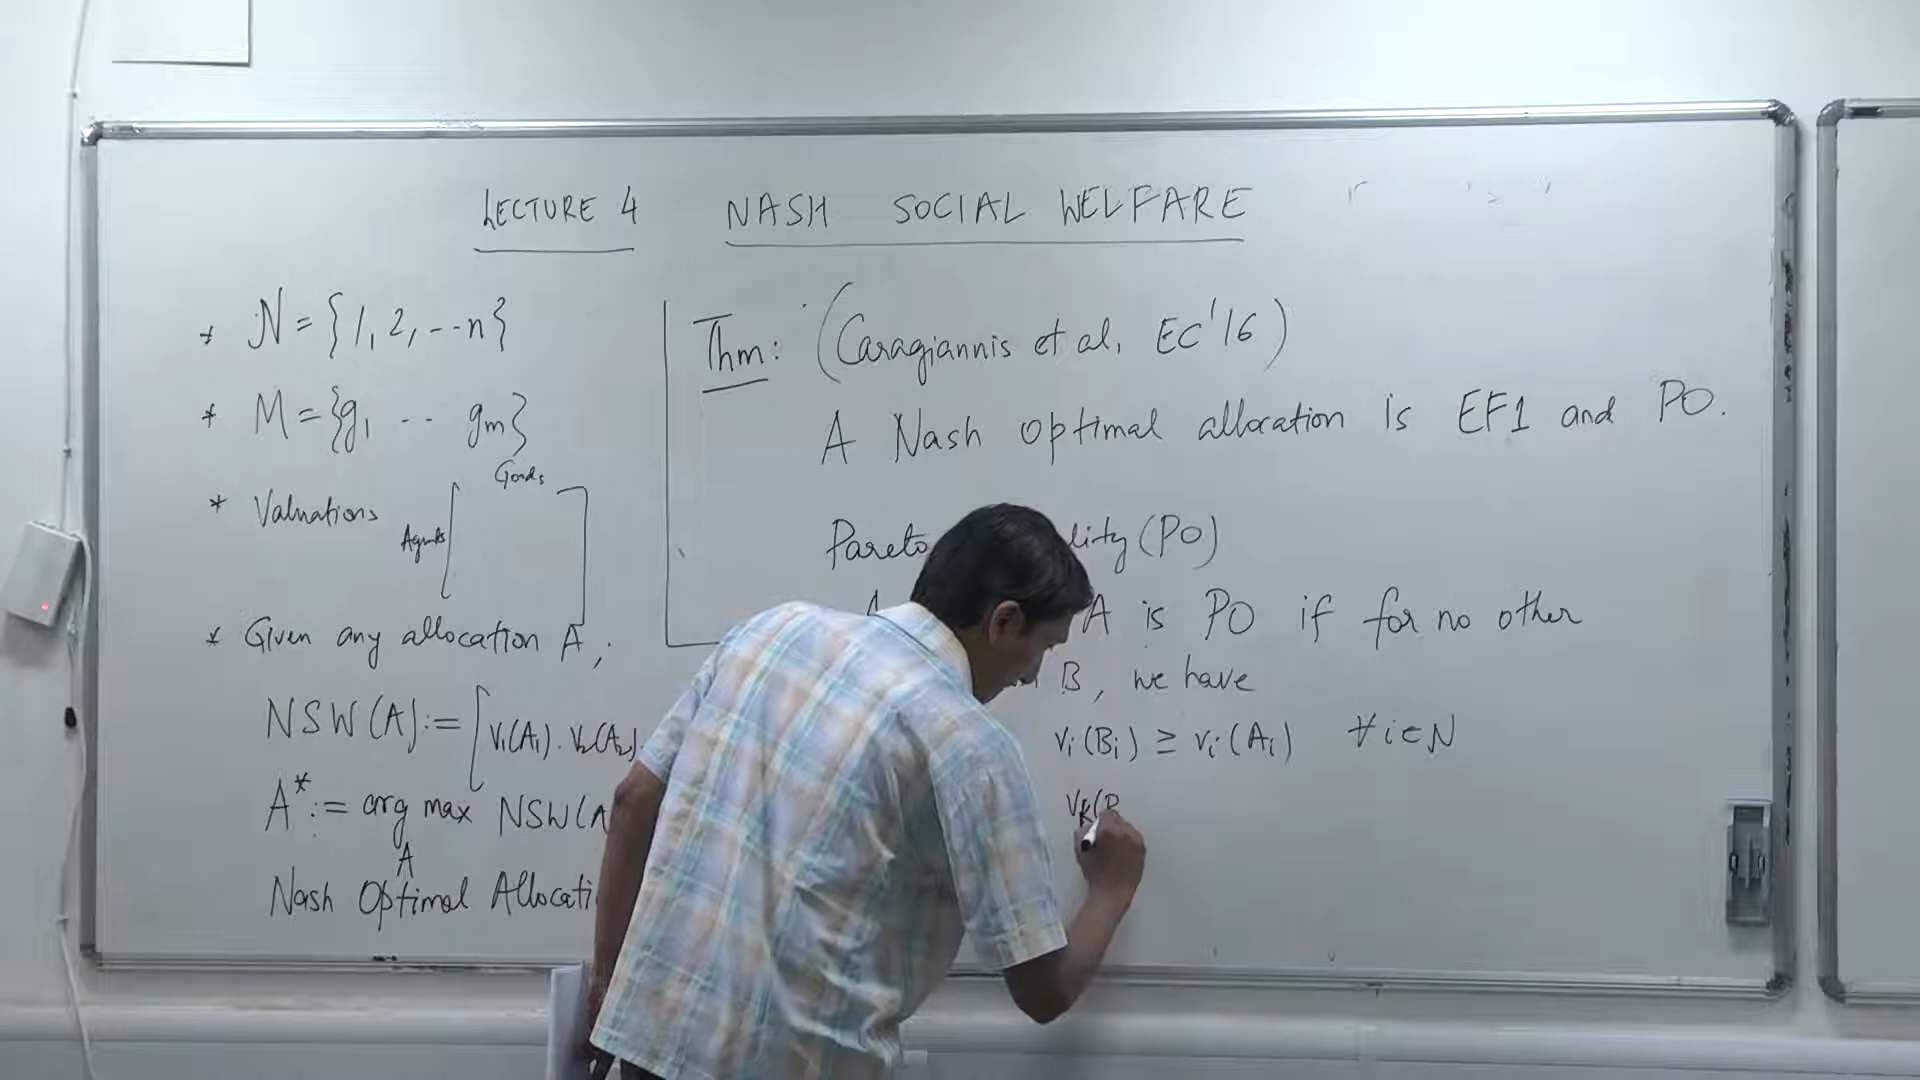 LECTURE 4 NASH SOCIAL WELFARE
* N = {1, 2, -- n}
* M = {g1 -- gm}
* Valuations Agents Goods
* Given any allocation A,
NSW(A) := [v1(A1) . v2(A2).
A* := arg max NSW(A
A
Nash Optimal Allocati
Thm: (Caragiannis et al, EC'16)
A Nash optimal allocation is EF1 and PO.
Pareto lity (PO)
A is PO if for no other
B, we have
vi(Bi) ≥ vi(Ai) ∀ i ∈ N
vk(B